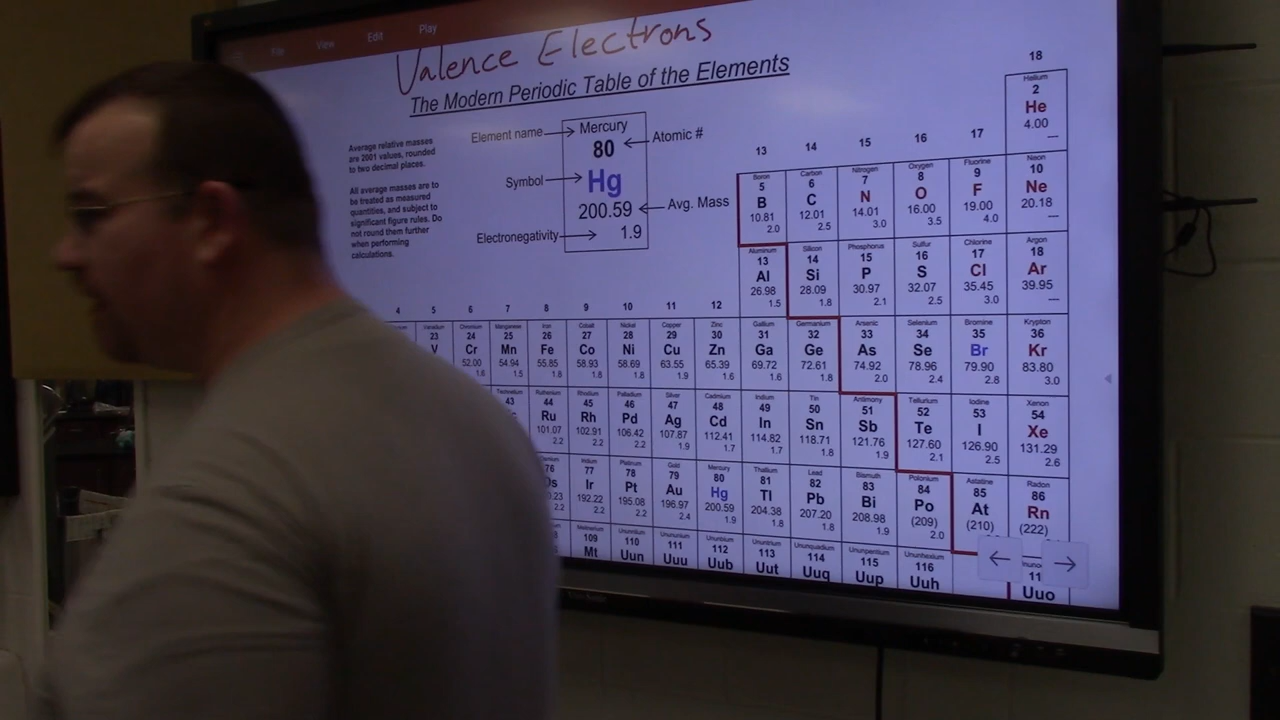 File View Edit Play
Valence Electrons
The Modern Periodic Table of the Elements
Average relative masses
are 2001 values, rounded
to two decimal places.
All average masses are to
be treated as measured
quantities, and subject to
significant figure rules. Do
not round them further
when performing
calculations.
Element name
Mercury
80
Atomic #
Symbol
Hg
200.59
Avg. Mass
Electronegativity
1.9
18
Helium
2
He
4.00
13 14 15 16 17
Boron Carbon Nitrogen Oxygen Fluorine Neon
5 6 7 8 9 10
B C N O F Ne
10.81 12.01 14.01 16.00 19.00 20.18
2.0 2.5 3.0 3.5 4.0 ---
Aluminum Silicon Phosphorus Sulfur Chlorine Argon
13 14 15 16 17 18
Al Si P S Cl Ar
26.98 28.09 30.97 32.07 35.45 39.95
1.5 1.8 2.1 2.5 3.0 ---
4 5 6 7 8 9 10 11 12
Vanadium Chromium Manganese Iron Cobalt Nickel Copper Zinc Gallium Germanium Arsenic Selenium Bromine Krypton
23 24 25 26 27 28 29 30 31 32 33 34 35 36
V Cr Mn Fe Co Ni Cu Zn Ga Ge As Se Br Kr
52.00 54.94 55.85 58.93 58.69 63.55 65.39 69.72 72.61 74.92 78.96 79.90 83.80
1.6 1.5 1.8 1.8 1.8 1.9 1.6 1.6 1.8 2.0 2.4 2.8 3.0
Technetium Ruthenium Rhodium Palladium Silver Cadmium Indium Tin Antimony Tellurium Iodine Xenon
43 44 45 46 47 48 49 50 51 52 53 54
Ru Rh Pd Ag Cd In Sn Sb Te I Xe
101.07 102.91 106.42 107.87 112.41 114.82 118.71 121.76 127.60 126.90 131.29
2.2 2.2 2.2 1.9 1.7 1.7 1.8 1.9 2.1 2.5 2.6
Iridium Platinum Gold Mercury Thallium Lead Bismuth Polonium Astatine Radon
76 77 78 79 80 81 82 83 84 85 86
Os Ir Pt Au Hg Tl Pb Bi Po At Rn
192.22 195.08 196.97 200.59 204.38 207.20 208.98 (209) (210) (222)
2.2 2.2 2.2 2.4 1.9 1.8 1.8 1.9 2.0
Meitnerium Ununnilium Unununium Ununbium Ununtrium Ununquadium Ununpentium Ununhexium
109 110 111 112 113 114 115 116
Mt Uun Uuu Uub Uut Uuq Uup Uuh Uuo